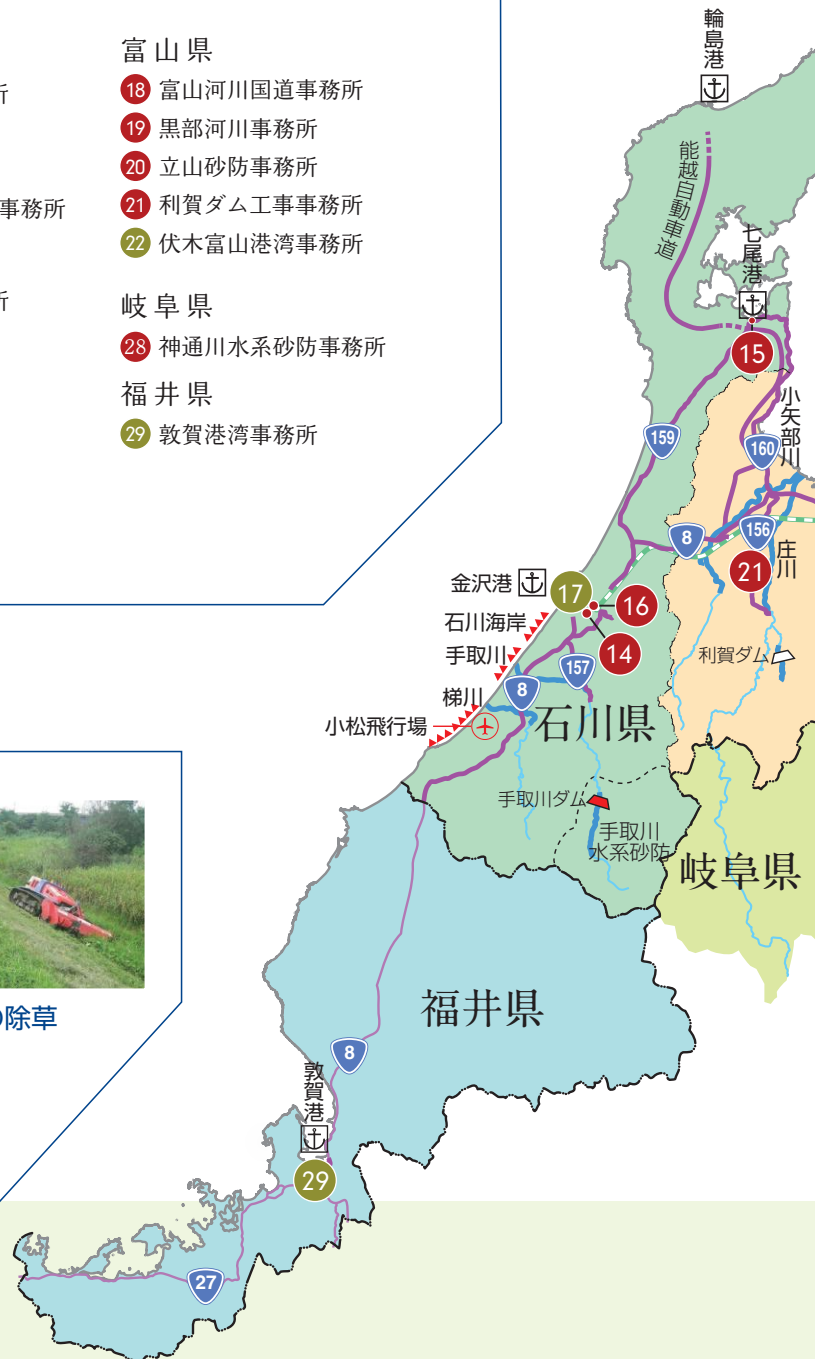 所
事務所
所
富山県
18 富山河川国道事務所
19 黒部河川事務所
20 立山砂防事務所
21 利賀ダム工事事務所
22 伏木富山港湾事務所
岐阜県
28 神通川水系砂防事務所
福井県
29 敦賀港湾事務所
輪島港
能越自動車道
七尾港
15
小矢部川
159
160
8
156
庄川
21
金沢港
17
16
石川海岸
14
手取川
157
利賀ダム
梯川
8
小松飛行場
石川県
手取川ダム
手取川
水系砂防
岐阜県
除草
福井県
8
敦賀港
29
27